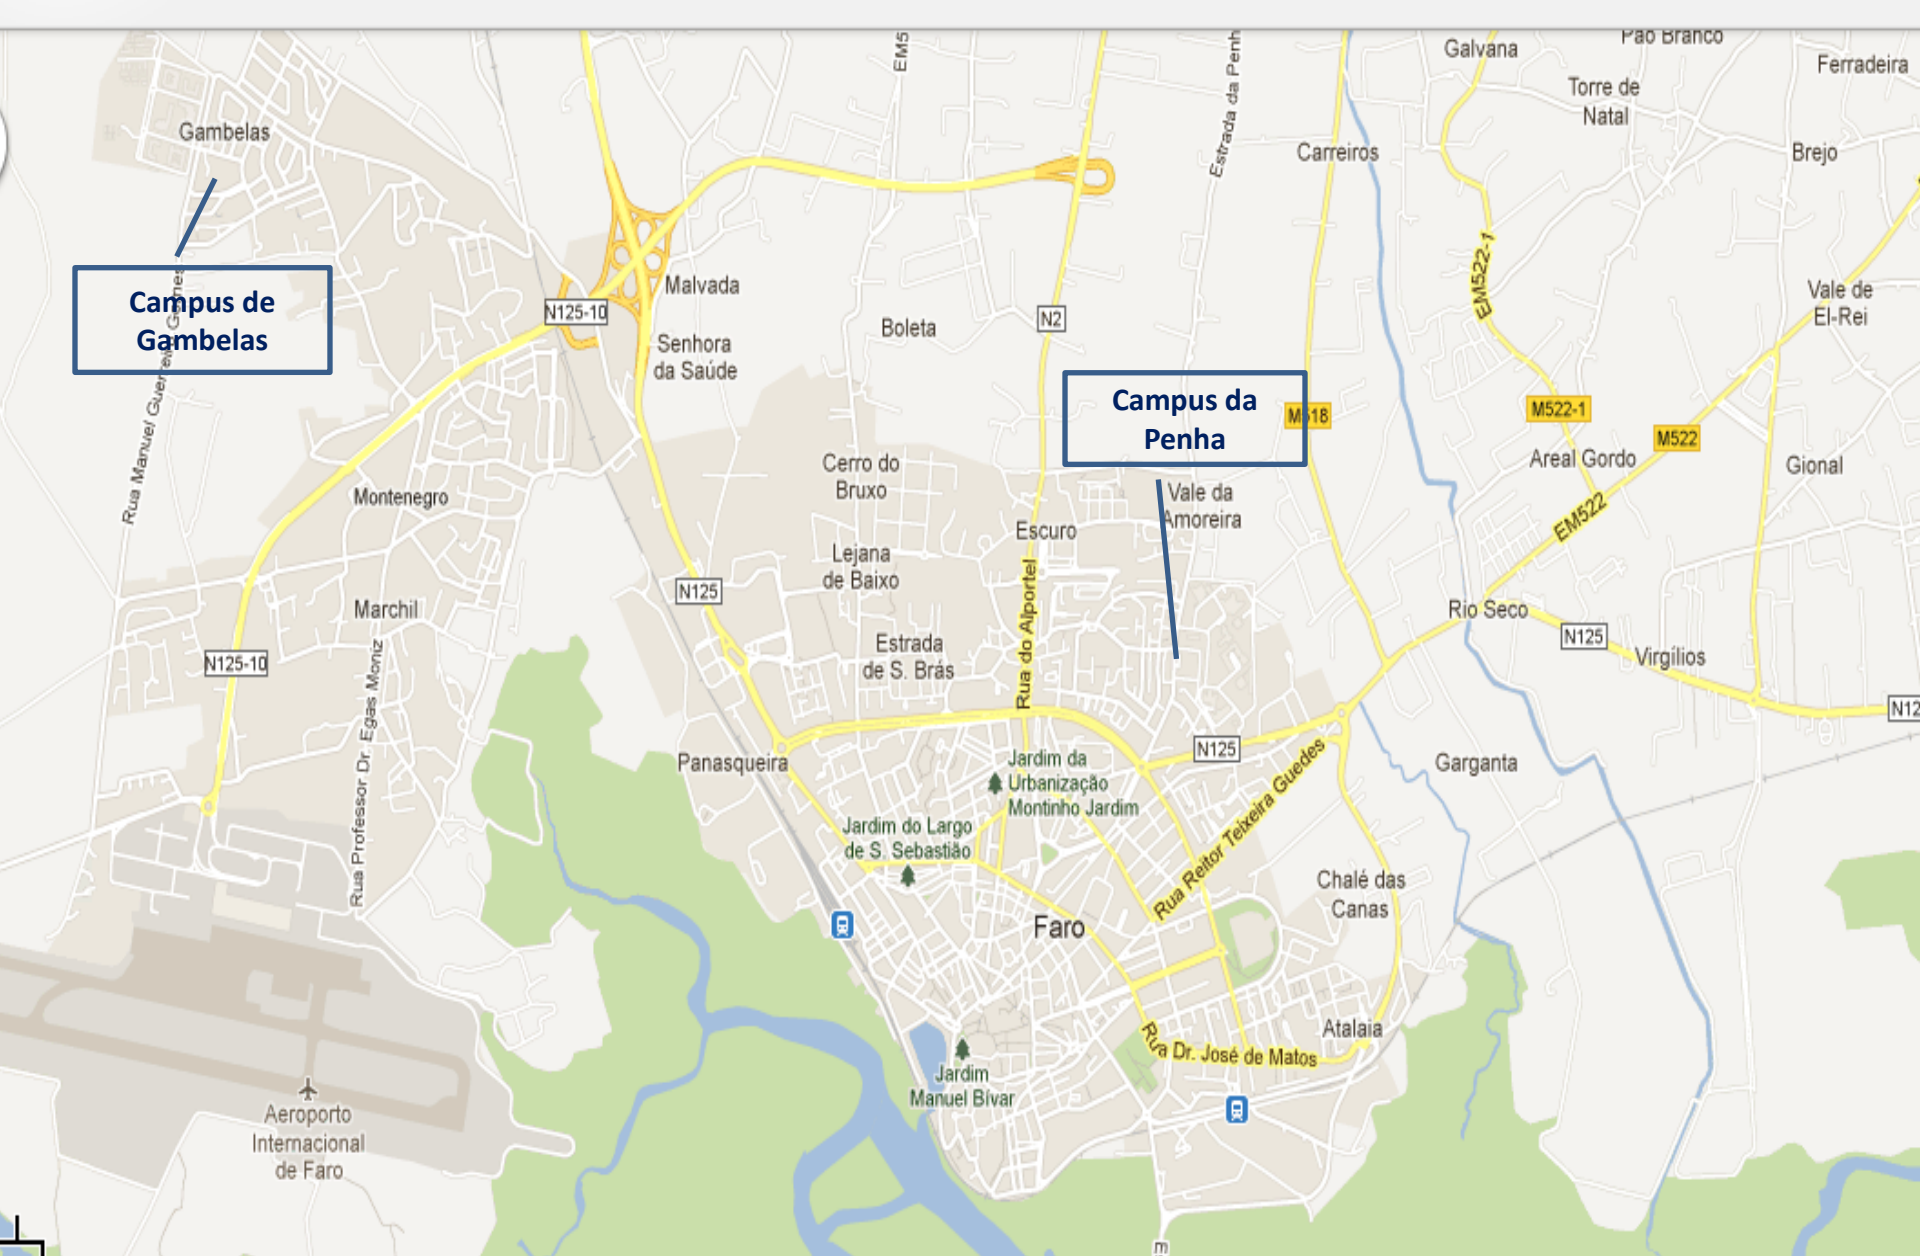 EM5
Estrada da Penh
Galvana
Pão Branco
Ferradeira
Torre de
Natal
Gambelas
Carreiros
Brejo
Campus de
Gambelas
Rua Manuel Guerreiro Gomes
Malvada
N125-10
Senhora
da Saúde
Boleta
N2
EM522-1
Vale de
El-Rei
Campus da
Penha
M518
M522-1
M522
Areal Gordo
Gional
EM522
Cerro do
Bruxo
Montenegro
Vale da
Amoreira
Escuro
Lejana
de Baixo
N125
Marchil
Rio Seco
N125
Virgílios
Estrada
de S. Brás
Rua do Alportel
N125-10
Rua Professor Dr. Egas Moniz
N12
N125
Panasqueira
Garganta
Jardim da
Urbanização
Montinho Jardim
Rua Reitor Teixeira Guedes
Jardim do Largo
de S. Sebastião
Chalé das
Canas
Faro
Atalaia
Rua Dr. José de Matos
Jardim
Manuel Bívar
Aeroporto
Internacional
de Faro